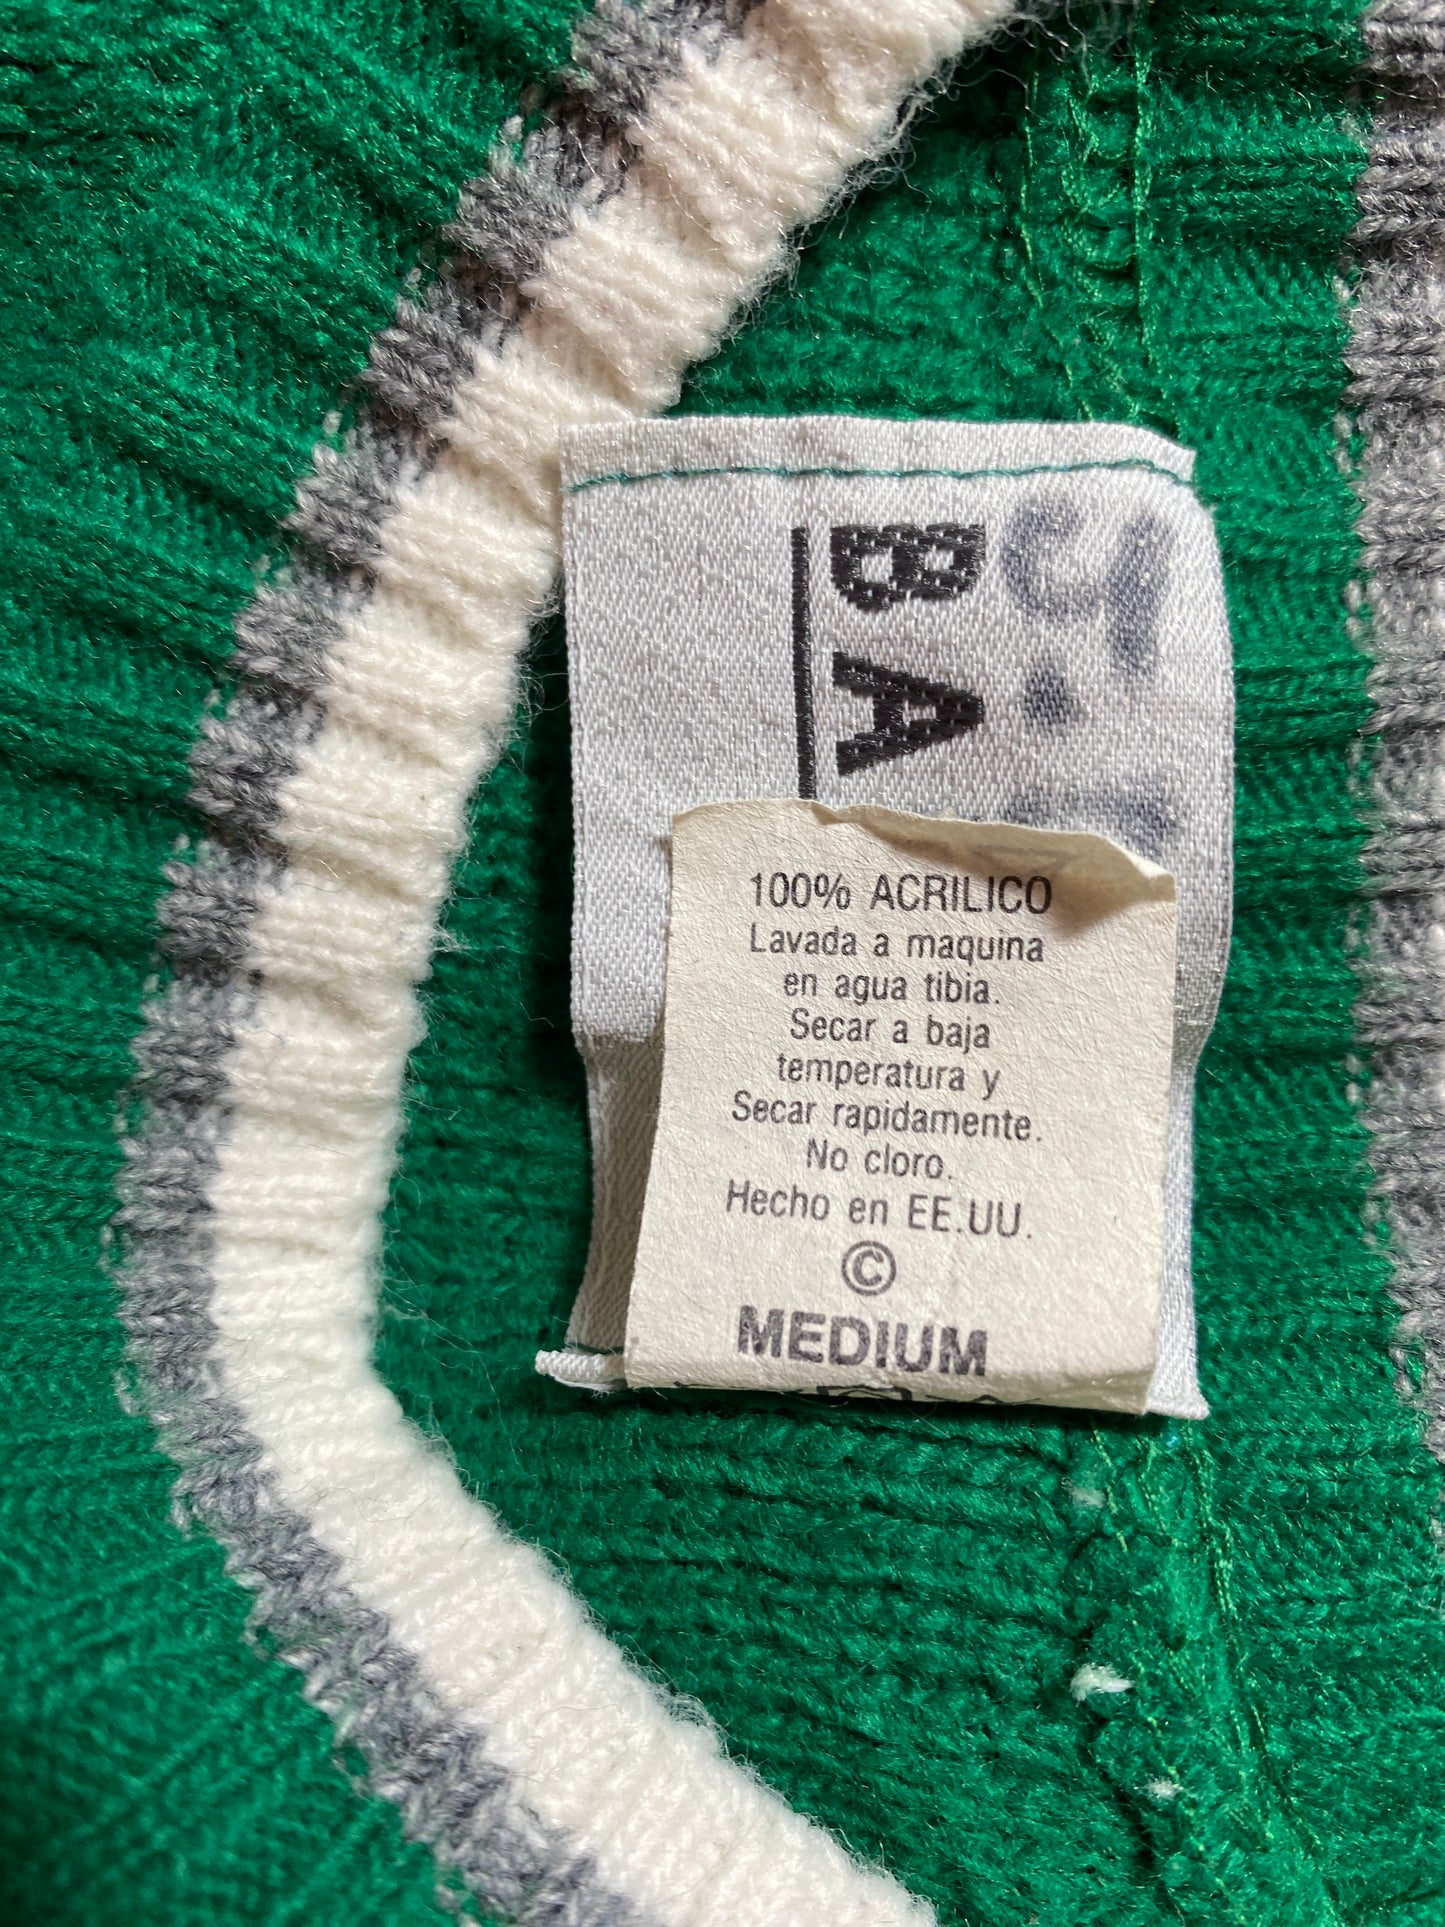 BA
100% ACRILICO
Lavada a maquina
en agua tibia.
Secar a baja
temperatura y
Secar rapidamente.
No cloro.
Hecho en EE.UU.
©
MEDIUM